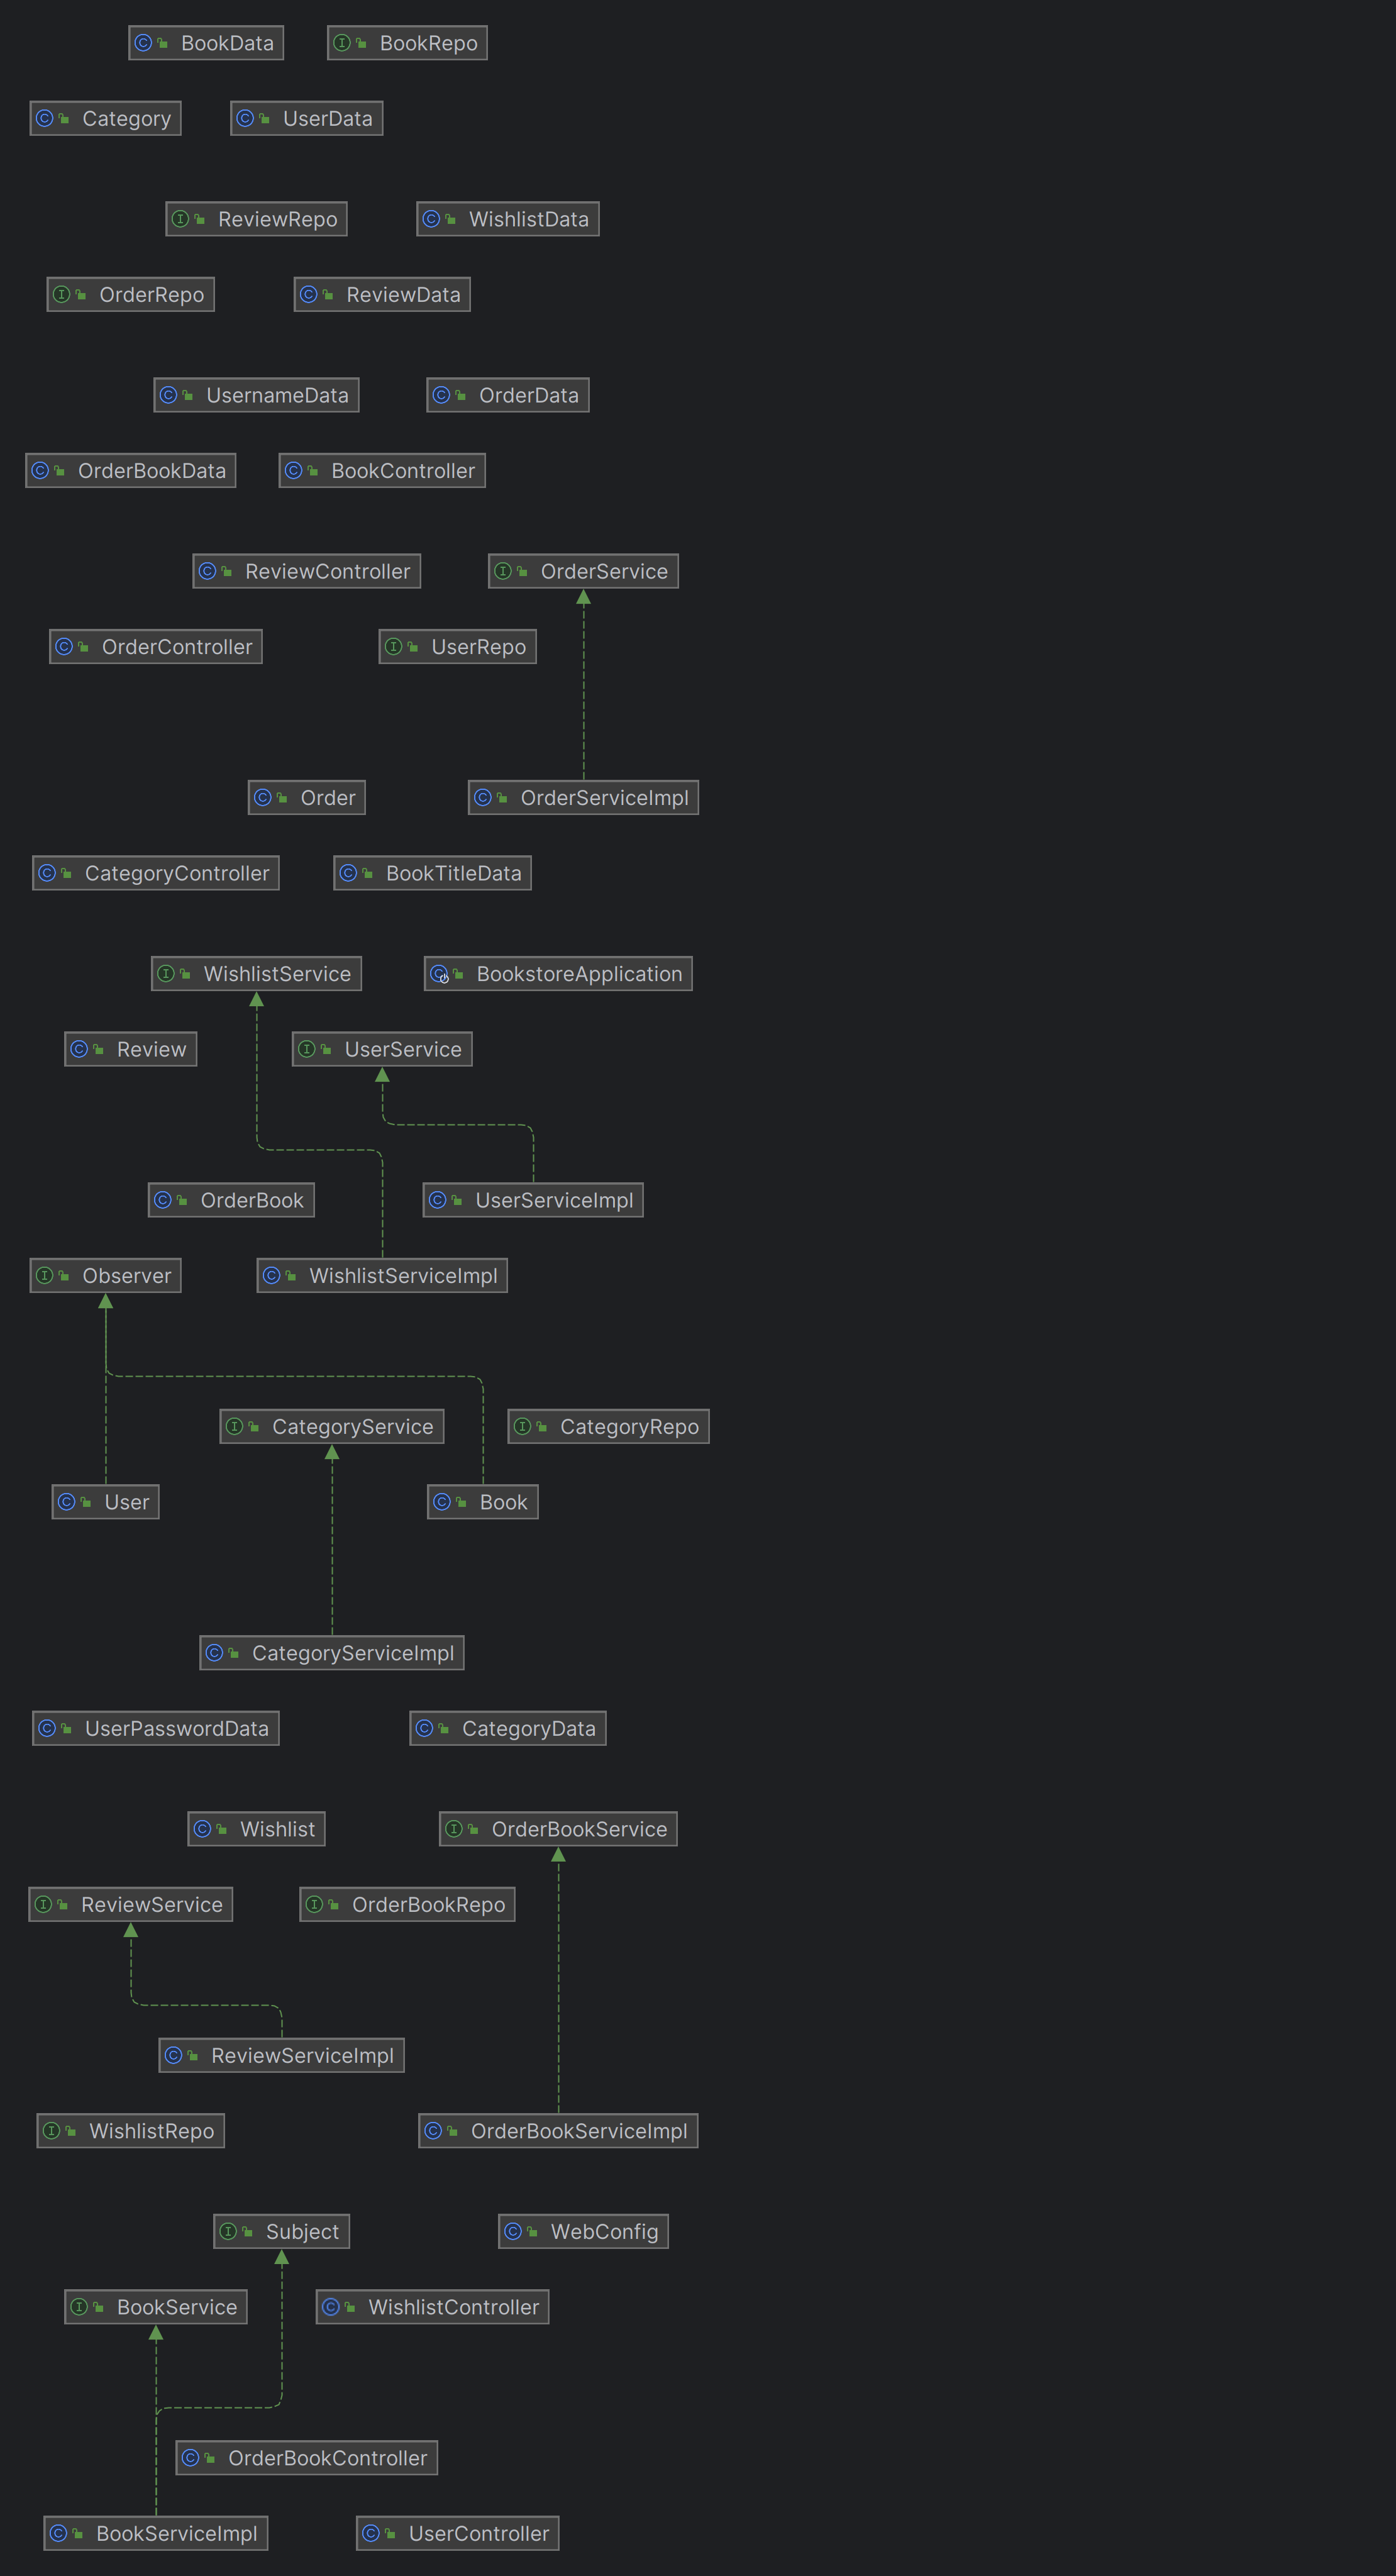 BookData
BookRepo
Category
UserData
ReviewRepo
WishlistData
OrderRepo
ReviewData
UsernameData
OrderData
OrderBookData
BookController
ReviewController
OrderService
OrderController
UserRepo
Order
OrderServiceImpl
CategoryController
BookTitleData
WishlistService
BookstoreApplication
Review
UserService
OrderBook
UserServiceImpl
Observer
WishlistServiceImpl
CategoryService
CategoryRepo
User
Book
CategoryServiceImpl
UserPasswordData
CategoryData
Wishlist
OrderBookService
ReviewService
OrderBookRepo
ReviewServiceImpl
WishlistRepo
OrderBookServiceImpl
Subject
WebConfig
BookService
WishlistController
OrderBookController
BookServiceImpl
UserController